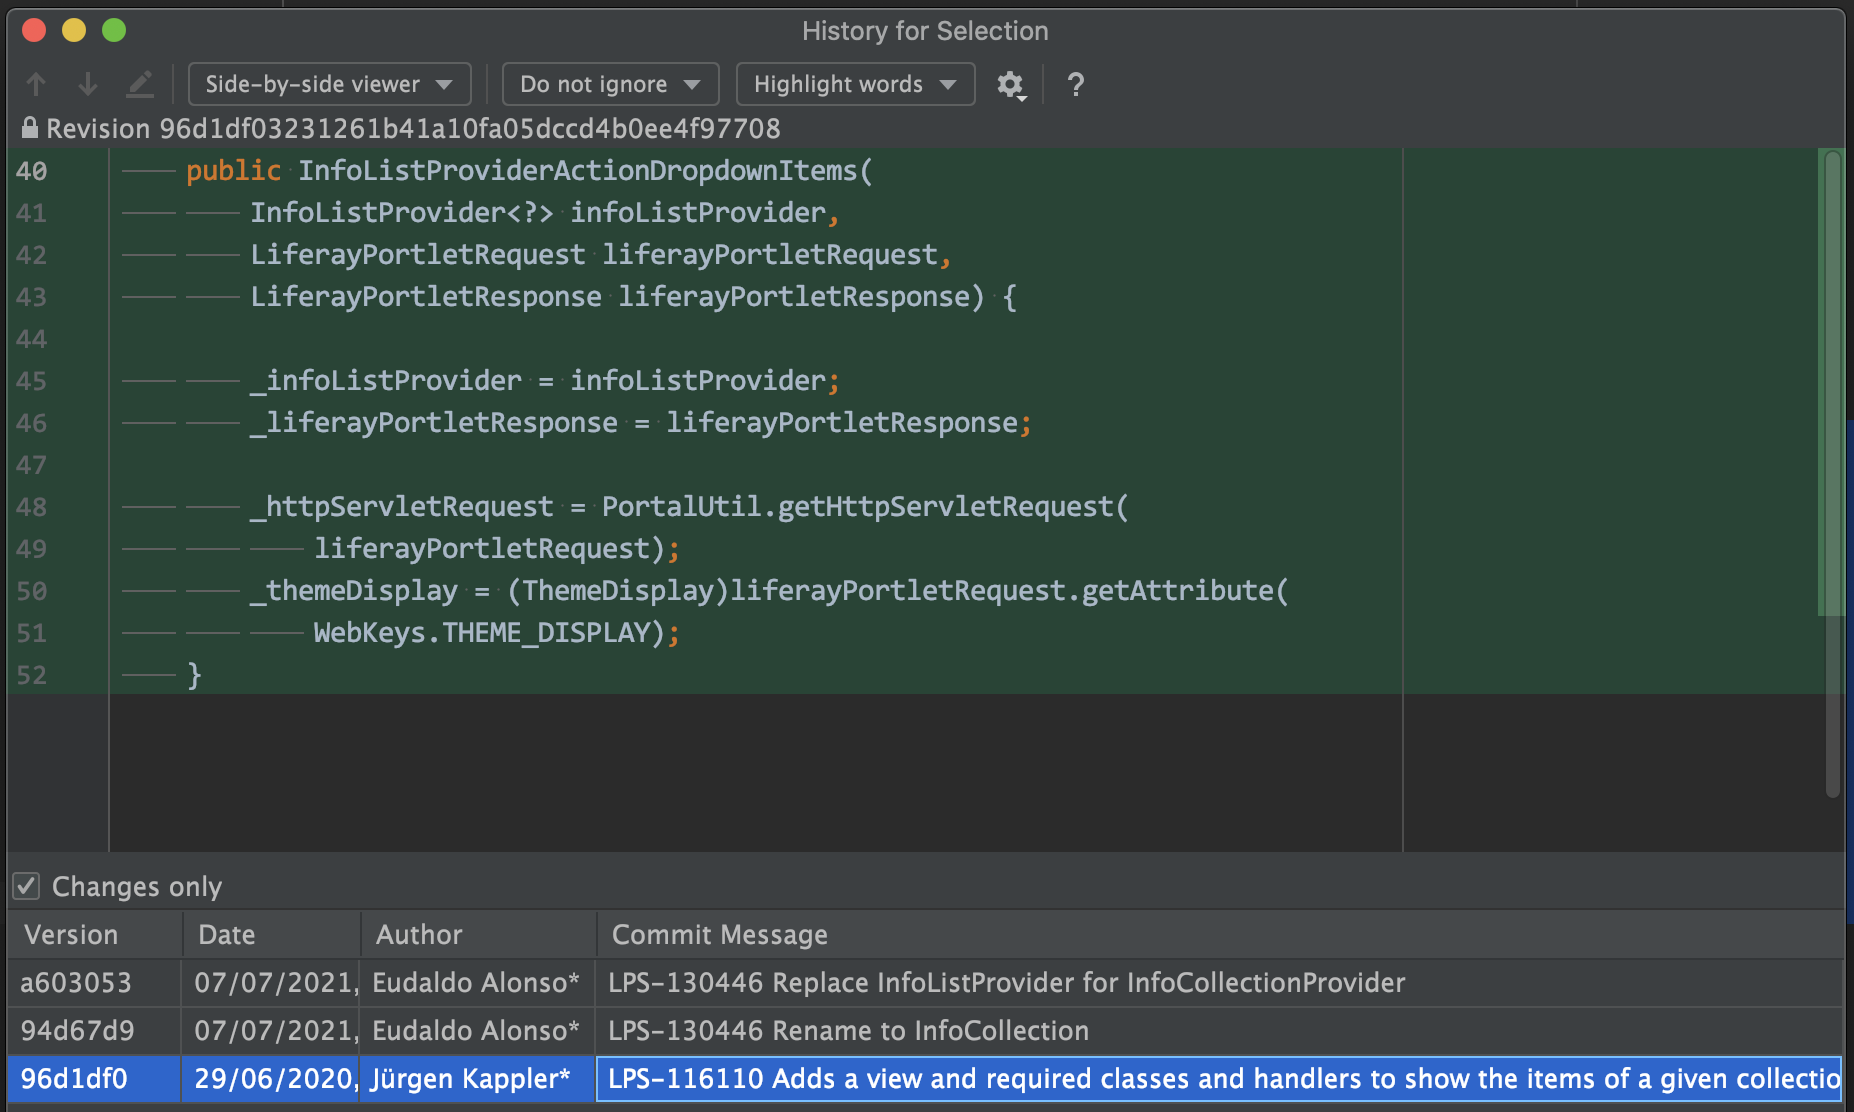 History for Selection
Side-by-side viewer Do not ignore Highlight words ?
Revision 96d1df03231261b41a10fa05dccd4b0ee4f97708
40 public InfoListProviderActionDropdownItems(
41 InfoListProvider<?> infoListProvider,
42 LiferayPortletRequest liferayPortletRequest,
43 LiferayPortletResponse liferayPortletResponse) {
44
45 _infoListProvider = infoListProvider;
46 _liferayPortletResponse = liferayPortletResponse;
47
48 _httpServletRequest = PortalUtil.getHttpServletRequest(
49 liferayPortletRequest);
50 _themeDisplay = (ThemeDisplay)liferayPortletRequest.getAttribute(
51 WebKeys.THEME_DISPLAY);
52 }
Changes only
Version Date Author Commit Message
a603053 07/07/2021, Eudaldo Alonso* LPS-130446 Replace InfoListProvider for InfoCollectionProvider
94d67d9 07/07/2021, Eudaldo Alonso* LPS-130446 Rename to InfoCollection
96d1df0 29/06/2020, Jürgen Kappler* LPS-116110 Adds a view and required classes and handlers to show the items of a given collectio